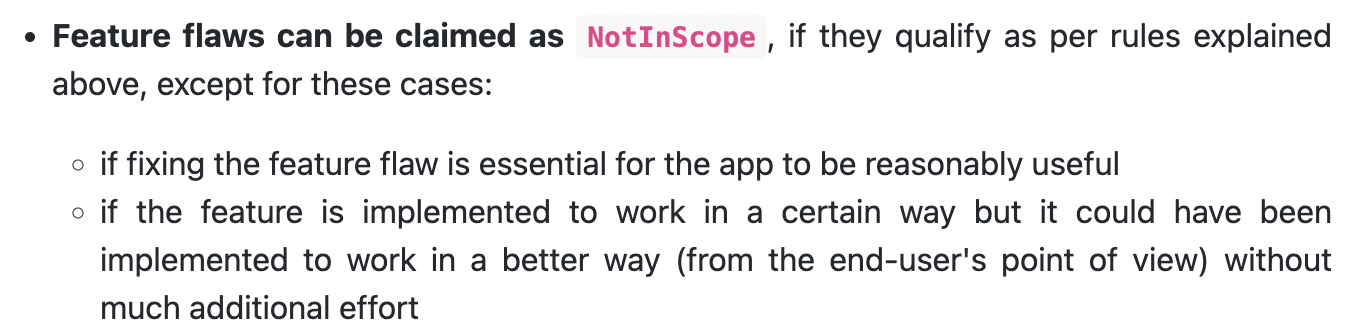 • Feature flaws can be claimed as NotInScope, if they qualify as per rules explained
above, except for these cases:
◦ if fixing the feature flaw is essential for the app to be reasonably useful
◦ if the feature is implemented to work in a certain way but it could have been
implemented to work in a better way (from the end-user's point of view) without
much additional effort